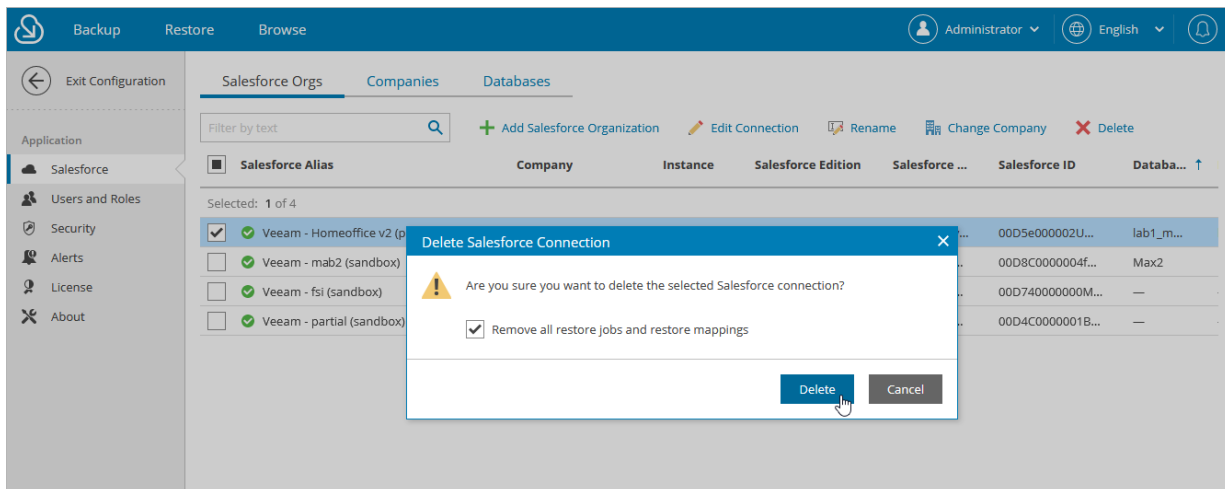 Backup Restore Browse Administrator English
Exit Configuration
Salesforce Orgs Companies Databases
Filter by text
Add Salesforce Organization Edit Connection Rename Change Company Delete
Application
Salesforce
Users and Roles
Security
Alerts
License
About
Salesforce Alias Company Instance Salesforce Edition Salesforce ... Salesforce ID Databa...
Selected: 1 of 4
Veeam - Homeoffice v2 (p 00D5e000002U... lab1_m...
Veeam - mab2 (sandbox) 00D8C0000004f... Max2
Veeam - fsi (sandbox) 00D740000000M... —
Veeam - partial (sandbox) 00D4C0000001B... —
Delete Salesforce Connection
Are you sure you want to delete the selected Salesforce connection?
Remove all restore jobs and restore mappings
Delete Cancel